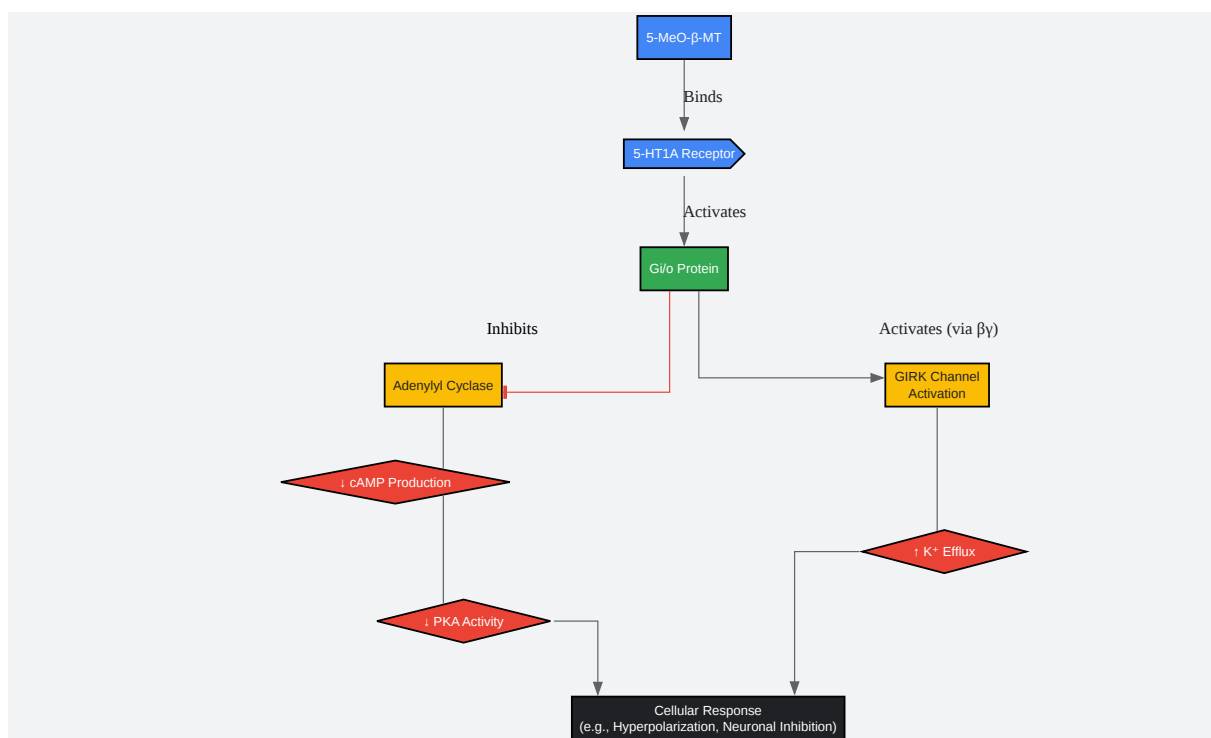 5-MeO-β-MT
Binds
5-HT1A Receptor
Activates
Gi/o Protein
Inhibits
Activates (via βγ)
Adenylyl Cyclase
GIRK Channel
Activation
↓ cAMP Production
↑ K⁺ Efflux
↓ PKA Activity
Cellular Response
(e.g., Hyperpolarization, Neuronal Inhibition)